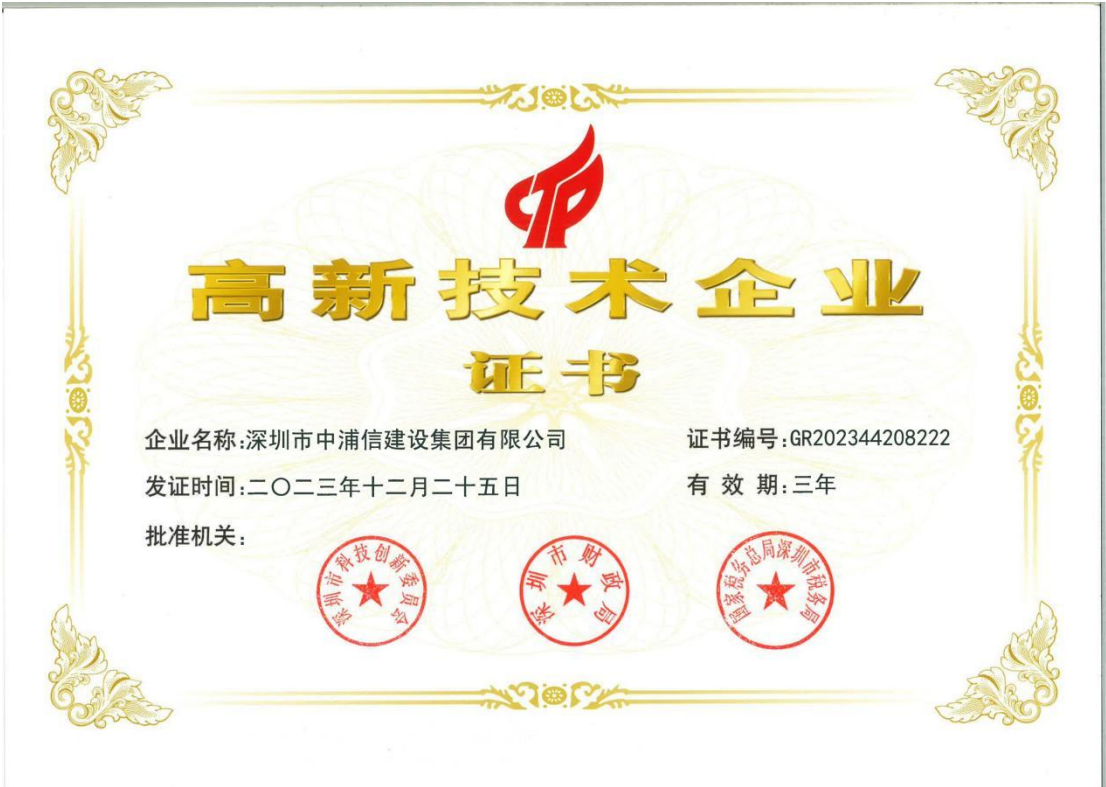 高新技术企业
证书
企业名称:深圳市中浦信建设集团有限公司
证书编号:GR202344208222
发证时间:二〇二三年十二月二十五日
有 效 期:三年
批准机关:
深圳市科技创新委员会
深圳市财政局
国家税务总局深圳市税务局